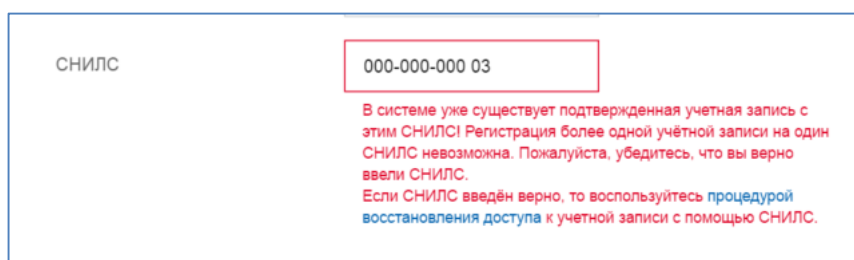 СНИЛС
000-000-000 03
В системе уже существует подтвержденная учетная запись с
этим СНИЛС! Регистрация более одной учётной записи на один
СНИЛС невозможна. Пожалуйста, убедитесь, что вы верно
ввели СНИЛС.
Если СНИЛС введён верно, то воспользуйтесь процедурой
восстановления доступа к учетной записи с помощью СНИЛС.